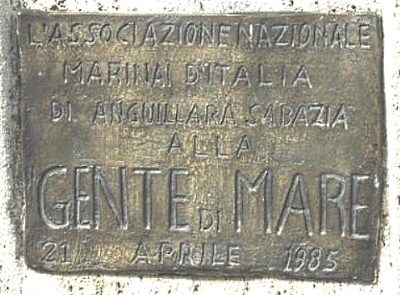 L'ASSOCIAZIONE NAZIONALE
MARINAI D'ITALIA
DI ANGUILLARA SABAZIA
ALLA
GENTE DI MARE
21 APRILE 1985